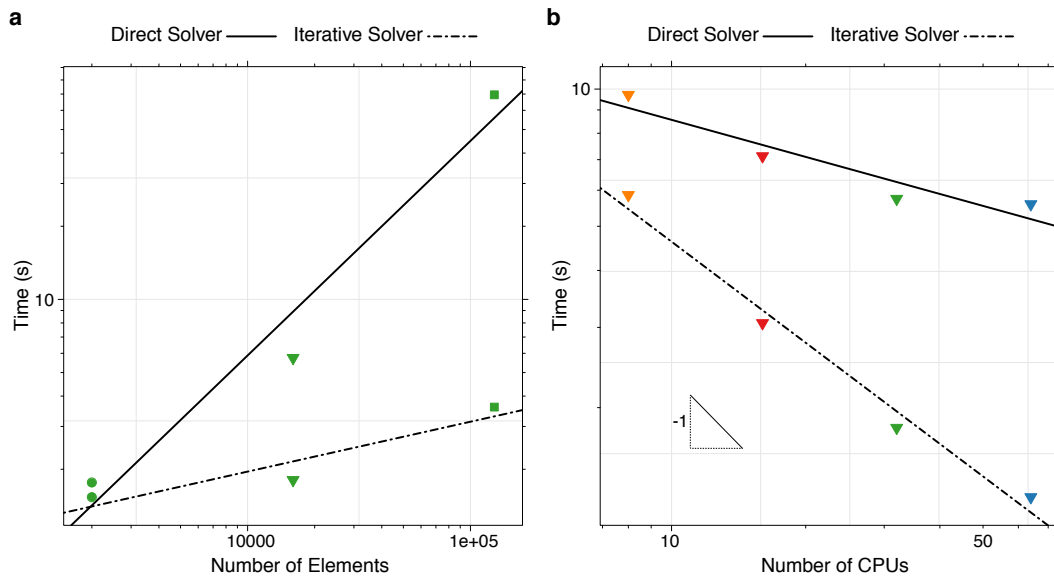 a
Direct Solver
Iterative Solver
Time (s)
10
10000
1e+05
Number of Elements
b
Direct Solver
Iterative Solver
Time (s)
10
-1
10
50
Number of CPUs